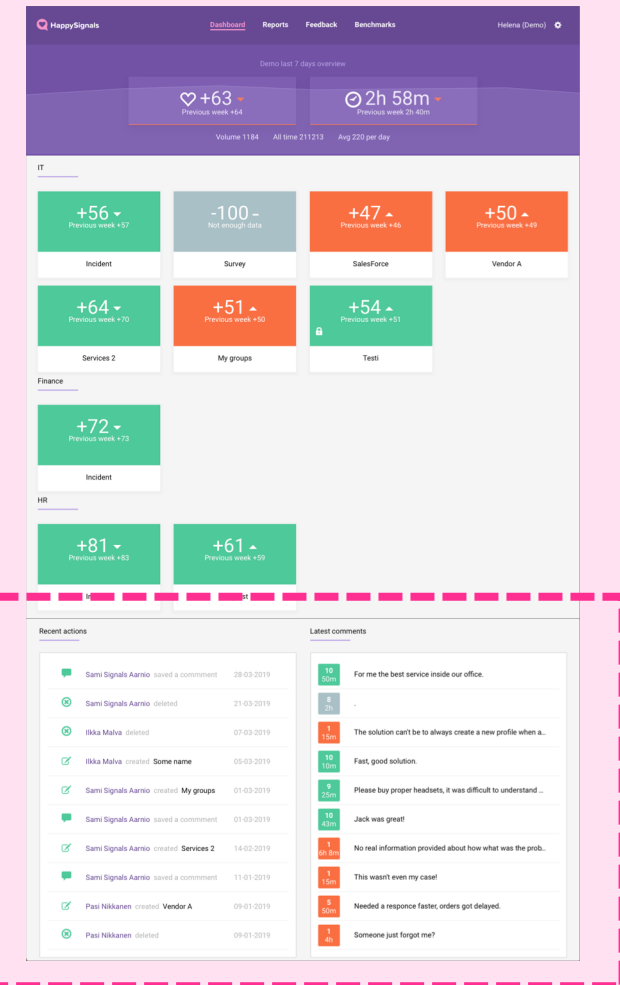 HappySignals
Dashboard Reports Feedback Benchmarks
Helena (Demo)
Demo last 7 days overview
+63
Previous week +64
2h 58m
Previous week 2h 40m
Volume 1184 All time 211213 Avg 220 per day
IT
+56
Previous week +57
Incident
-100 -
Not enough data
Survey
+47
Previous week +46
SalesForce
+50
Previous week +49
Vendor A
+64
Previous week +70
Services 2
+51
Previous week +50
My groups
+54
Previous week +51
Testi
Finance
+72
Previous week +73
Incident
HR
+81
Previous week +83
+61
Previous week +59
Recent actions
Sami Signals Aarnio saved a commment 28-03-2019
Sami Signals Aarnio deleted 21-03-2019
Ilkka Malva deleted 07-03-2019
Ilkka Malva created Some name 05-03-2019
Sami Signals Aarnio created My groups 01-03-2019
Sami Signals Aarnio saved a commment 01-03-2019
Sami Signals Aarnio created Services 2 14-02-2019
Sami Signals Aarnio saved a commment 11-01-2019
Pasi Nikkanen created Vendor A 09-01-2019
Pasi Nikkanen deleted 09-01-2019
Latest comments
10
50m
For me the best service inside our office.
8
2h
.
1
15m
The solution can't be to always create a new profile when a..
10
10m
Fast, good solution.
9
25m
Please buy proper headsets, it was difficult to understand ...
10
43m
Jack was great!
1
6h 8m
No real information provided about how what was the prob..
1
15m
This wasn't even my case!
5
50m
Needed a responce faster, orders got delayed.
1
4h
Someone just forgot me?